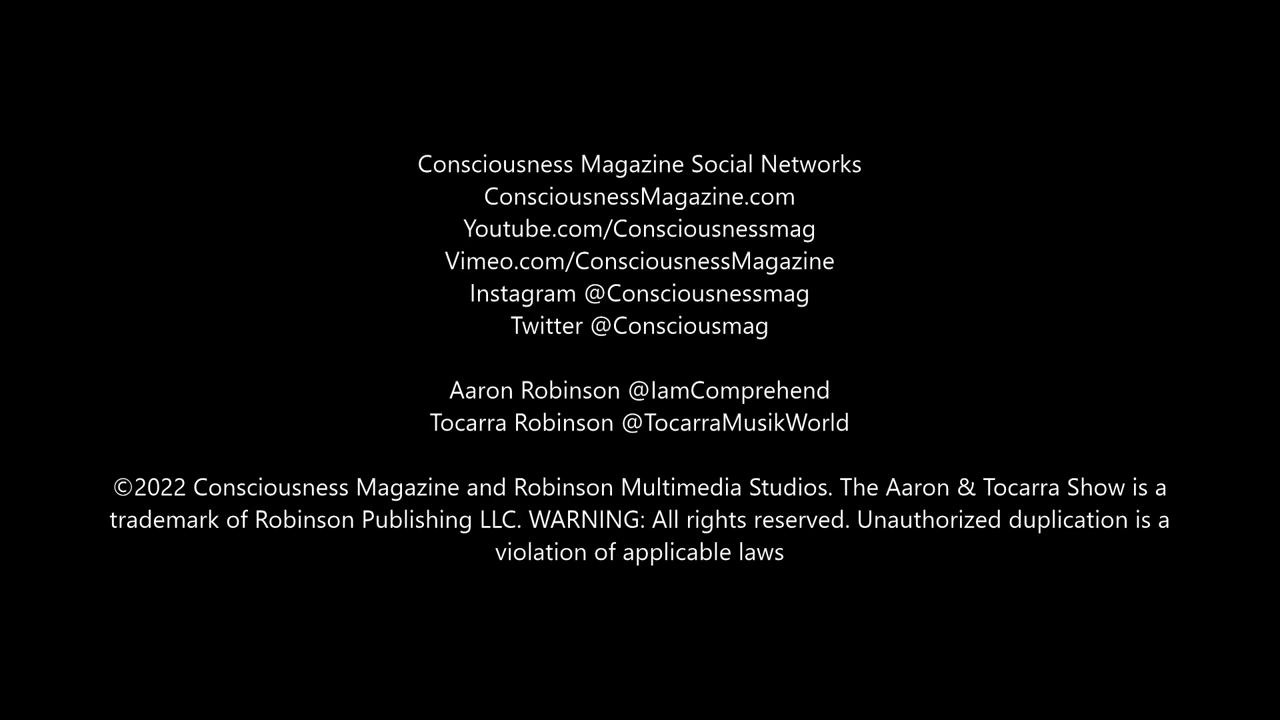 Consciousness Magazine Social Networks
ConsciousnessMagazine.com
Youtube.com/Consciousnessmag
Vimeo.com/ConsciousnessMagazine
Instagram @Consciousnessmag
Twitter @Consciousmag
Aaron Robinson @IamComprehend
Tocarra Robinson @TocarraMusikWorld
©2022 Consciousness Magazine and Robinson Multimedia Studios. The Aaron & Tocarra Show is a
trademark of Robinson Publishing LLC. WARNING: All rights reserved. Unauthorized duplication is a
violation of applicable laws